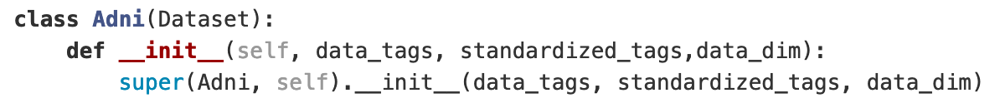 class Adni(Dataset):
    def __init__(self, data_tags, standardized_tags,data_dim):
        super(Adni, self).__init__(data_tags, standardized_tags, data_dim)